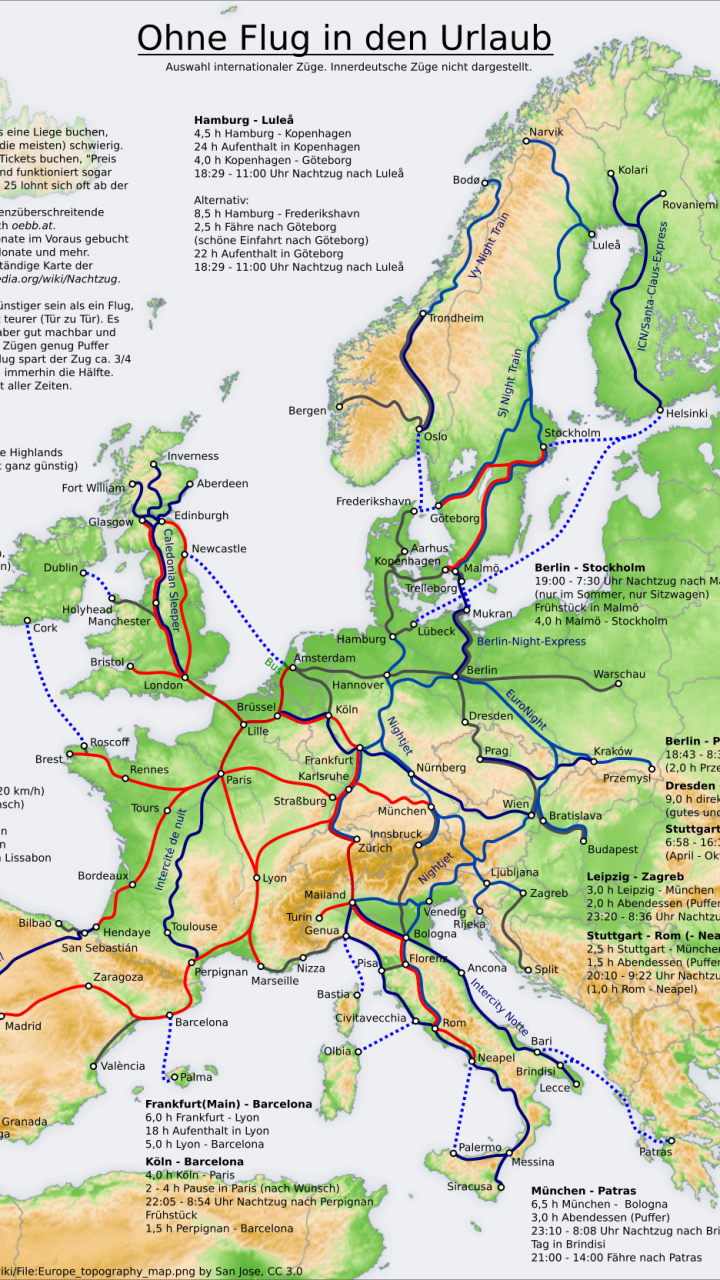 Ohne Flug in den Urlaub
Auswahl internationaler Züge. Innerdeutsche Züge nicht dargestellt.
Hamburg - Luleå
4,5 h Hamburg - Kopenhagen
24 h Aufenthalt in Kopenhagen
4,0 h Kopenhagen - Göteborg
18:29 - 11:00 Uhr Nachtzug nach Luleå
Alternativ:
8,5 h Hamburg - Frederikshavn
2,5 h Fähre nach Göteborg
(schöne Einfahrt nach Göteborg)
22 h Aufenthalt in Göteborg
18:29 - 11:00 Uhr Nachtzug nach Luleå
s eine Liege buchen,
(die meisten) schwierig.
Tickets buchen, "Preis
nd funktioniert sogar
25 lohnt sich oft ab der
enzüberschreitende
ch oebb.at.
onate im Voraus gebucht
Monate und mehr.
tändige Karte der
edia.org/wiki/Nachtzug.
ünstiger sein als ein Flug,
t teurer (Tür zu Tür). Es
aber gut machbar und
Zügen genug Puffer
lug spart der Zug ca. 3/4
immerhin die Hälfte.
t aller Zeiten.
e Highlands
t ganz günstig)
Narvik
Bodø
Kolari
Rovaniemi
Luleå
Vy Night Train
ICN/Santa-Claus-Express
Trondheim
SJ Night Train
Bergen
Oslo
Helsinki
Stockholm
Inverness
Fort William
Aberdeen
Glasgow
Edinburgh
Newcastle
Caledonian Sleeper
Dublin
Holyhead
Manchester
Cork
Bristol
London
Frederikshavn
Göteborg
Aarhus
Kopenhagen
Malmö
Trelleborg
Berlin - Stockholm
19:00 - 7:30 Uhr Nachtzug nach Ma
(nur im Sommer, nur Sitzwagen)
Frühstück in Malmö
4,0 h Malmö - Stockholm
Mukran
Lübeck
Hamburg
Berlin-Night-Express
Bus
Amsterdam
Hannover
Berlin
Warschau
Brüssel
Köln
Lille
EuroNight
Dresden
Nightjet
Roscoff
Brest
Rennes
Paris
Frankfurt
Karlsruhe
Nürnberg
Prag
Kraków
Przemysl
Berlin - P
18:43 - 8:3
(2,0 h Prze
Dresden
9,0 h direk
(gutes und
Stuttgart
6:58 - 16:1
(April - Ok
Straßburg
Tours
München
Wien
Bratislava
Innsbruck
Zürich
Budapest
20 km/h)
nsch)
n
n
n Lissabon
Intercité de nuit
Bordeaux
Lyon
Nightjet
Ljubljana
Zagreb
Leipzig - Zagreb
3,0 h Leipzig - München
2,0 h Abendessen (Puffer
23:20 - 8:36 Uhr Nachtzu
Mailand
Turin
Genua
Venedig
Rijeka
Bilbao
Hendaye
San Sebastián
Toulouse
Bologna
Stuttgart - Rom (- Nea
2,5 h Stuttgart - Münche
1,5 h Abendessen (Puffer
20:10 - 9:22 Uhr Nachtzu
(1,0 h Rom - Neapel)
Nizza
Marseille
Perpignan
Pisa
Florenz
Ancona
Split
Zaragoza
Bastia
Intercity Notte
Madrid
Barcelona
Civitavecchia
Rom
Olbia
Bari
València
Palma
Neapel
Brindisi
Lecce
Frankfurt(Main) - Barcelona
6,0 h Frankfurt - Lyon
18 h Aufenthalt in Lyon
5,0 h Lyon - Barcelona
Granada
ga
Köln - Barcelona
4,0 h Köln - Paris
2 - 4 h Pause in Paris (nach Wunsch)
22:05 - 8:54 Uhr Nachtzug nach Perpignan
Frühstück
1,5 h Perpignan - Barcelona
Palermo
Messina
Siracusa
Patras
München - Patras
6,5 h München - Bologna
3,0 h Abendessen (Puffer)
23:10 - 8:08 Uhr Nachtzug nach Bri
Tag in Brindisi
21:00 - 14:00 Fähre nach Patras
iki/File:Europe_topography_map.png by San Jose, CC 3.0